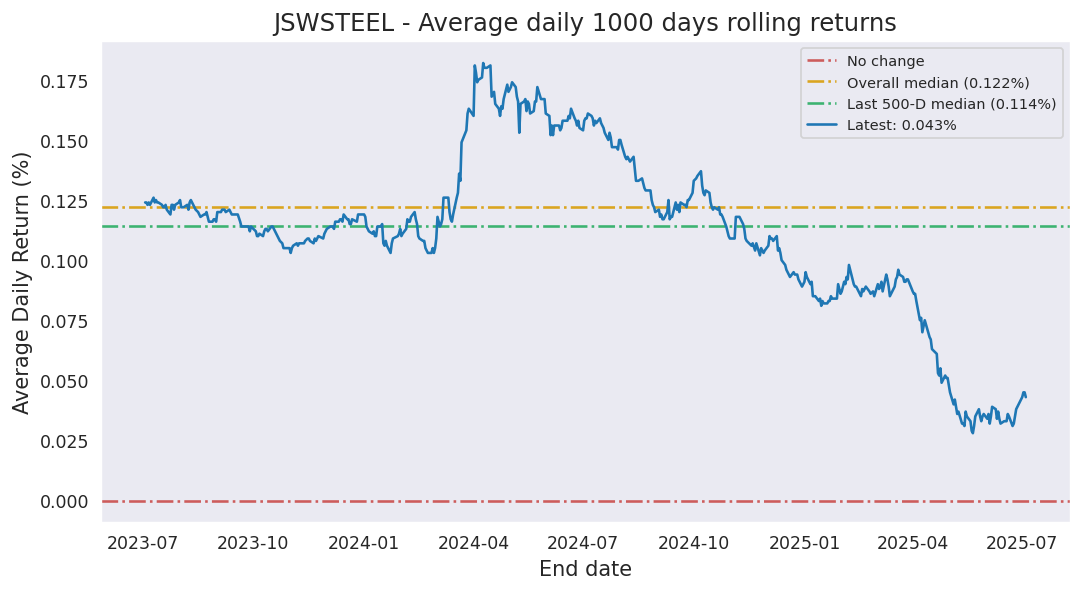 JSWSTEEL - Average daily 1000 days rolling returns
No change
Overall median (0.122%)
Last 500-D median (0.114%)
Latest: 0.043%
Average Daily Return (%)
0.175
0.150
0.125
0.100
0.075
0.050
0.025
0.000
2023-07 2023-10 2024-01 2024-04 2024-07 2024-10 2025-01 2025-04 2025-07
End date